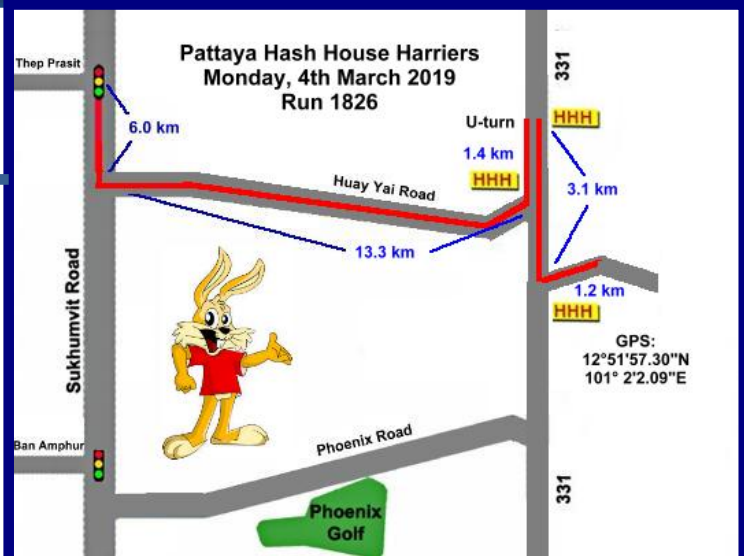 Pattaya Hash House Harriers
Monday, 4th March 2019
Run 1826
Thep Prasit
331
6.0 km
U-turn
HHH
1.4 km
HHH
Huay Yai Road
3.1 km
13.3 km
1.2 km
HHH
Sukhumvit Road
GPS:
12°51'57.30"N
101° 2'2.09"E
Ban Amphur
Phoenix Road
331
Phoenix
Golf